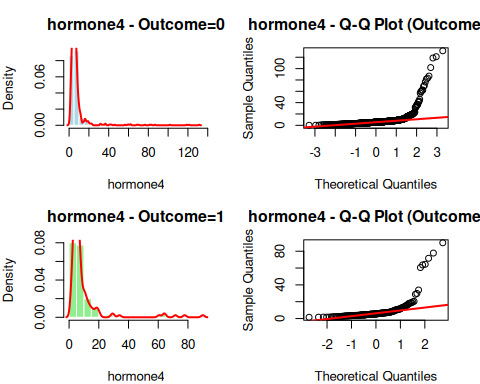 hormone4 - Outcome=0
Density
0.00
0.06
0
40
80
120
hormone4
hormone4 - Q-Q Plot (Outcome
Sample Quantiles
0
40
100
-3
-1
0
1
2
3
Theoretical Quantiles
hormone4 - Outcome=1
Density
0.00
0.04
0.08
0
20
40
60
80
hormone4
hormone4 - Q-Q Plot (Outcome
Sample Quantiles
0
40
80
-2
-1
0
1
2
Theoretical Quantiles